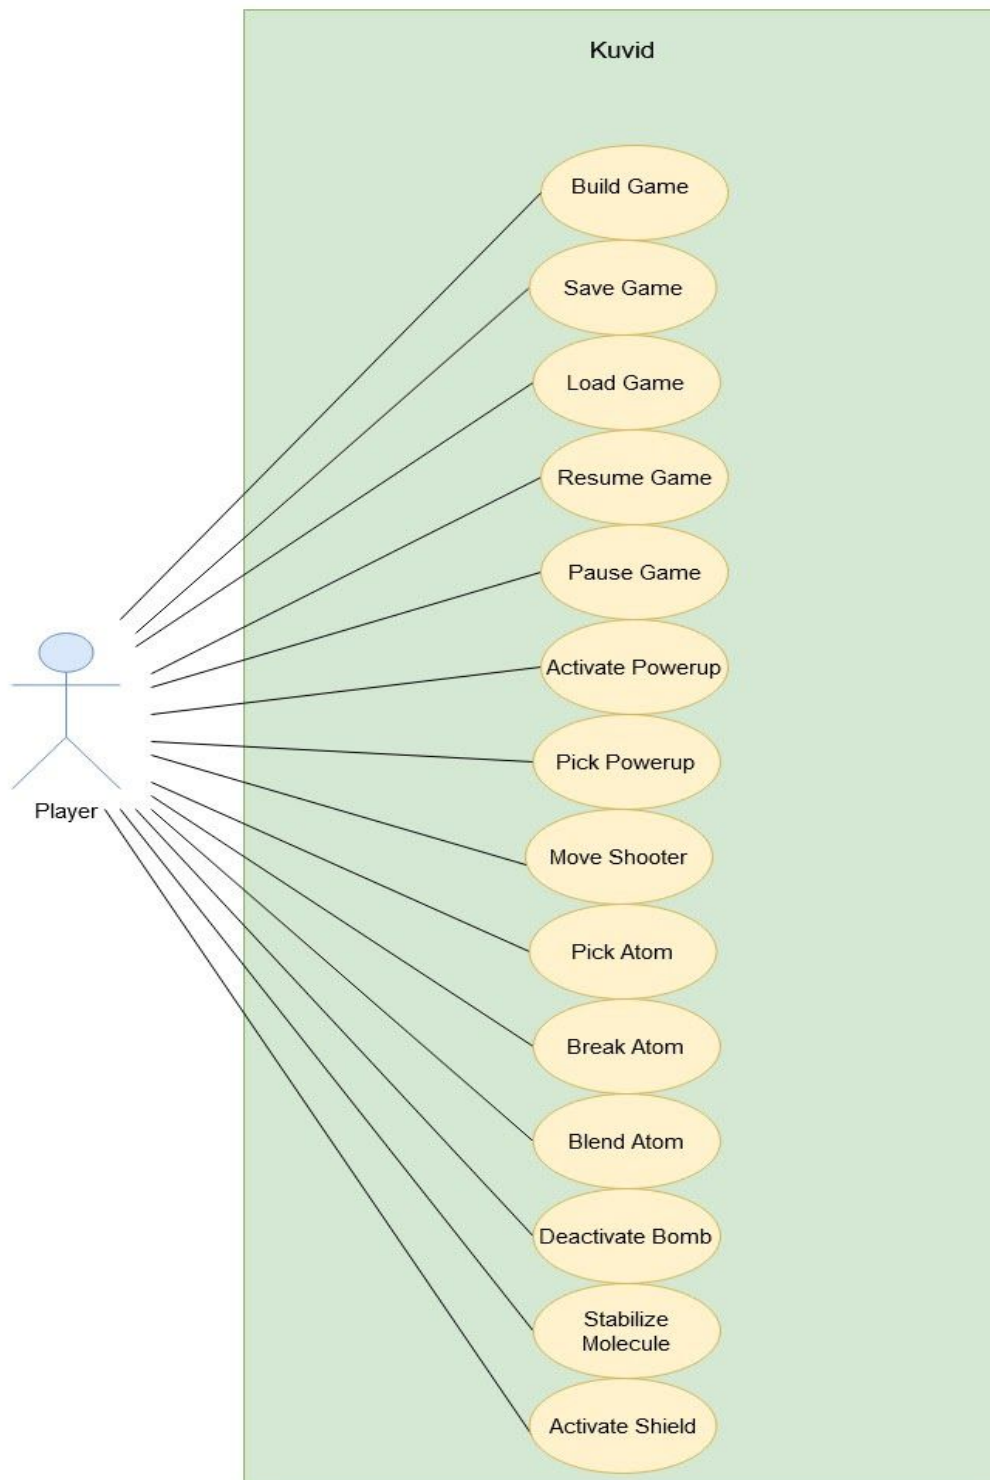 Kuvid
Build Game
Save Game
Load Game
Resume Game
Pause Game
Activate Powerup
Pick Powerup
Player
Move Shooter
Pick Atom
Break Atom
Blend Atom
Deactivate Bomb
Stabilize
Molecule
Activate Shield